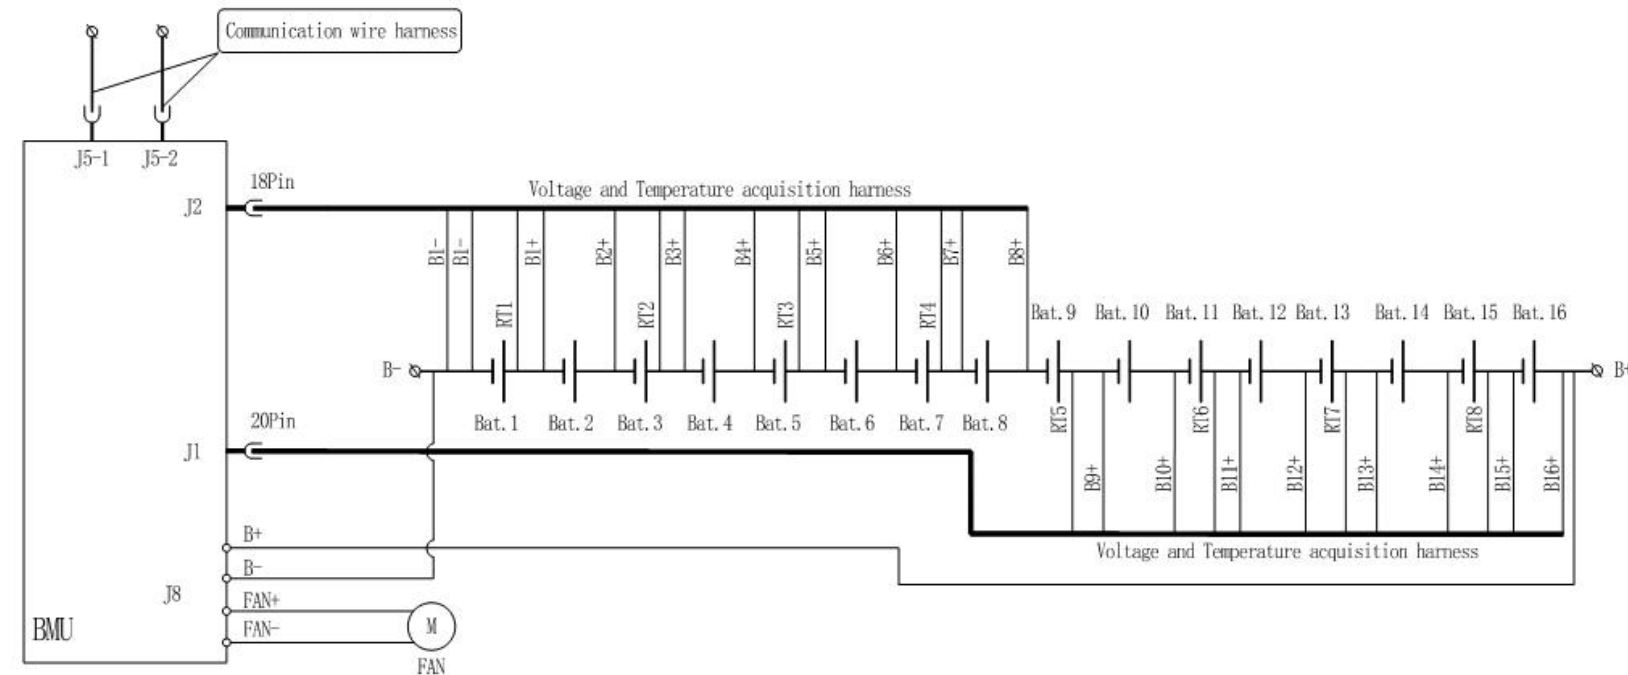 Communication wire harness
J5-1
J5-2
18Pin
J2
Voltage and Temperature acquisition harness
B1-
B1-
B1+
B2+
B3+
B4+
B5+
B6+
B7+
B8+
RT1
RT2
RT3
RT4
Bat.9
Bat.10
Bat.11
Bat.12
Bat.13
Bat.14
Bat.15
Bat.16
B-
B+
Bat.1
Bat.2
Bat.3
Bat.4
Bat.5
Bat.6
Bat.7
Bat.8
RT5
RT6
RT7
RT8
20Pin
J1
B9+
B10+
B11+
B12+
B13+
B14+
B15+
B16+
Voltage and Temperature acquisition harness
B+
B-
J8
FAN+
FAN-
BMU
M
FAN